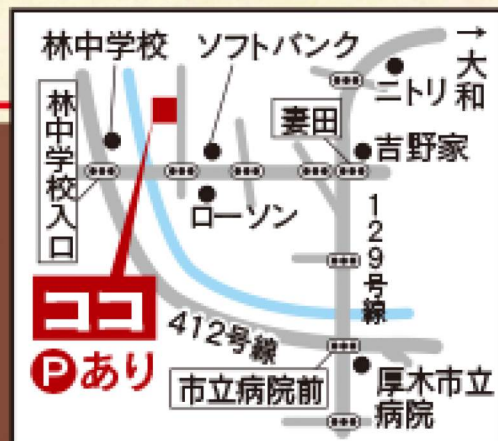 林中学校
ソフトバンク
→大和
ニトリ
林中学校入口
妻田
吉野家
ローソン
129号線
ココ
412号線
Pあり
市立病院前
厚木市立
病院